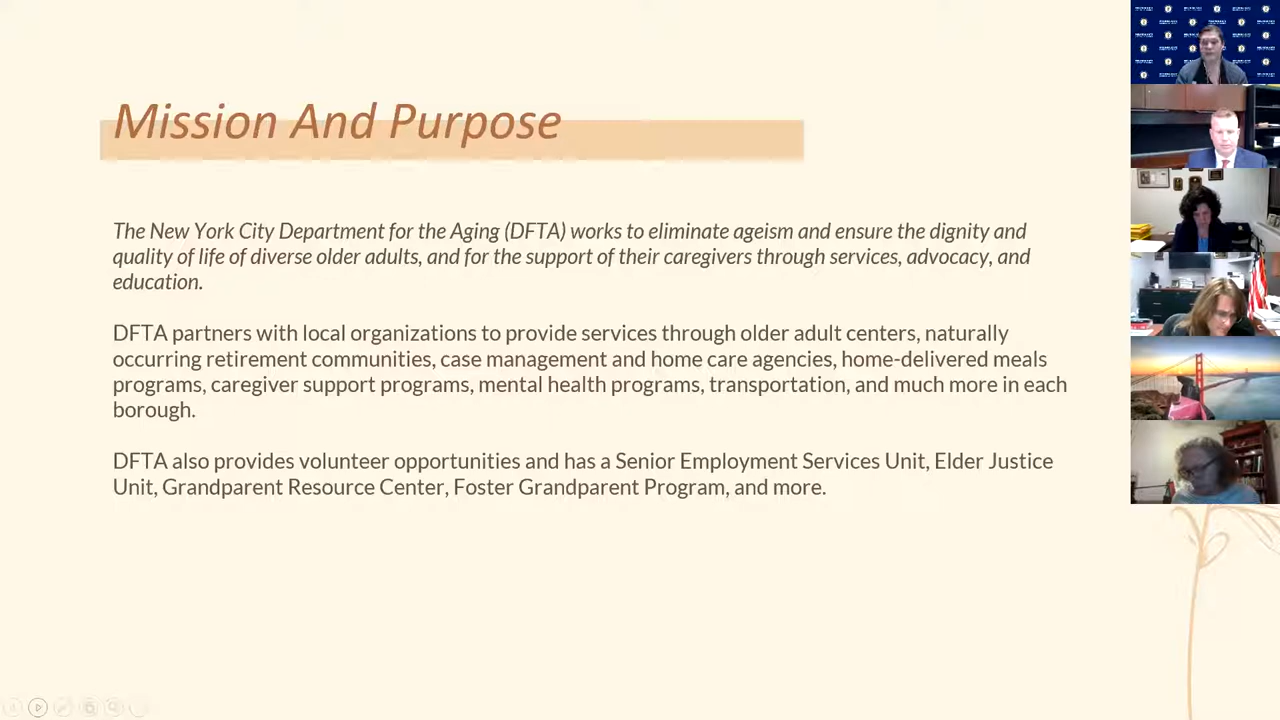 Mission And Purpose
The New York City Department for the Aging (DFTA) works to eliminate ageism and ensure the dignity and
quality of life of diverse older adults, and for the support of their caregivers through services, advocacy, and
education.
DFTA partners with local organizations to provide services through older adult centers, naturally
occurring retirement communities, case management and home care agencies, home-delivered meals
programs, caregiver support programs, mental health programs, transportation, and much more in each
borough.
DFTA also provides volunteer opportunities and has a Senior Employment Services Unit, Elder Justice
Unit, Grandparent Resource Center, Foster Grandparent Program, and more.